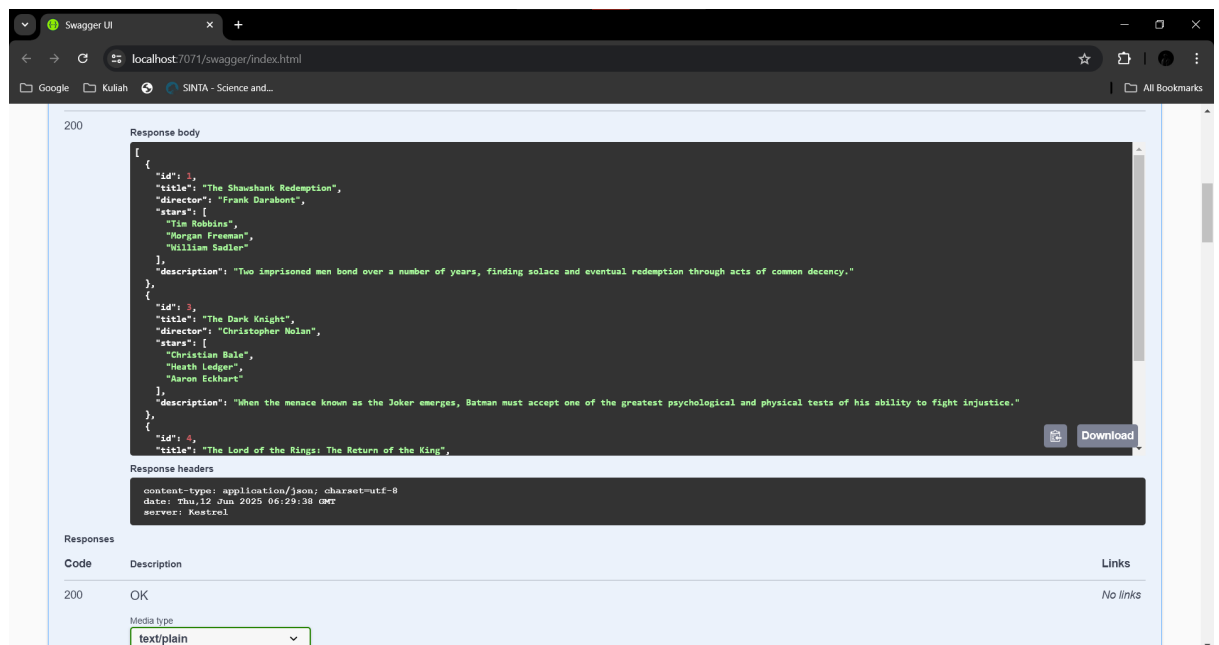 Swagger UI
localhost:7071/swagger/index.html
Google Kuliah SINTA - Science and... All Bookmarks
200
Response body
[
{
"id": 1,
"title": "The Shawshank Redemption",
"director": "Frank Darabont",
"stars": [
"Tim Robbins",
"Morgan Freeman",
"William Sadler"
],
"description": "Two imprisoned men bond over a number of years, finding solace and eventual redemption through acts of common decency."
},
{
"id": 3,
"title": "The Dark Knight",
"director": "Christopher Nolan",
"stars": [
"Christian Bale",
"Heath Ledger",
"Aaron Eckhart"
],
"description": "When the menace known as the Joker emerges, Batman must accept one of the greatest psychological and physical tests of his ability to fight injustice."
},
{
"id": 4,
"title": "The Lord of the Rings: The Return of the King",
Download
Response headers
content-type: application/json; charset=utf-8
date: Thu,12 Jun 2025 06:29:38 GMT
server: Kestrel
Responses
Code Description Links
200 OK No links
Media type
text/plain